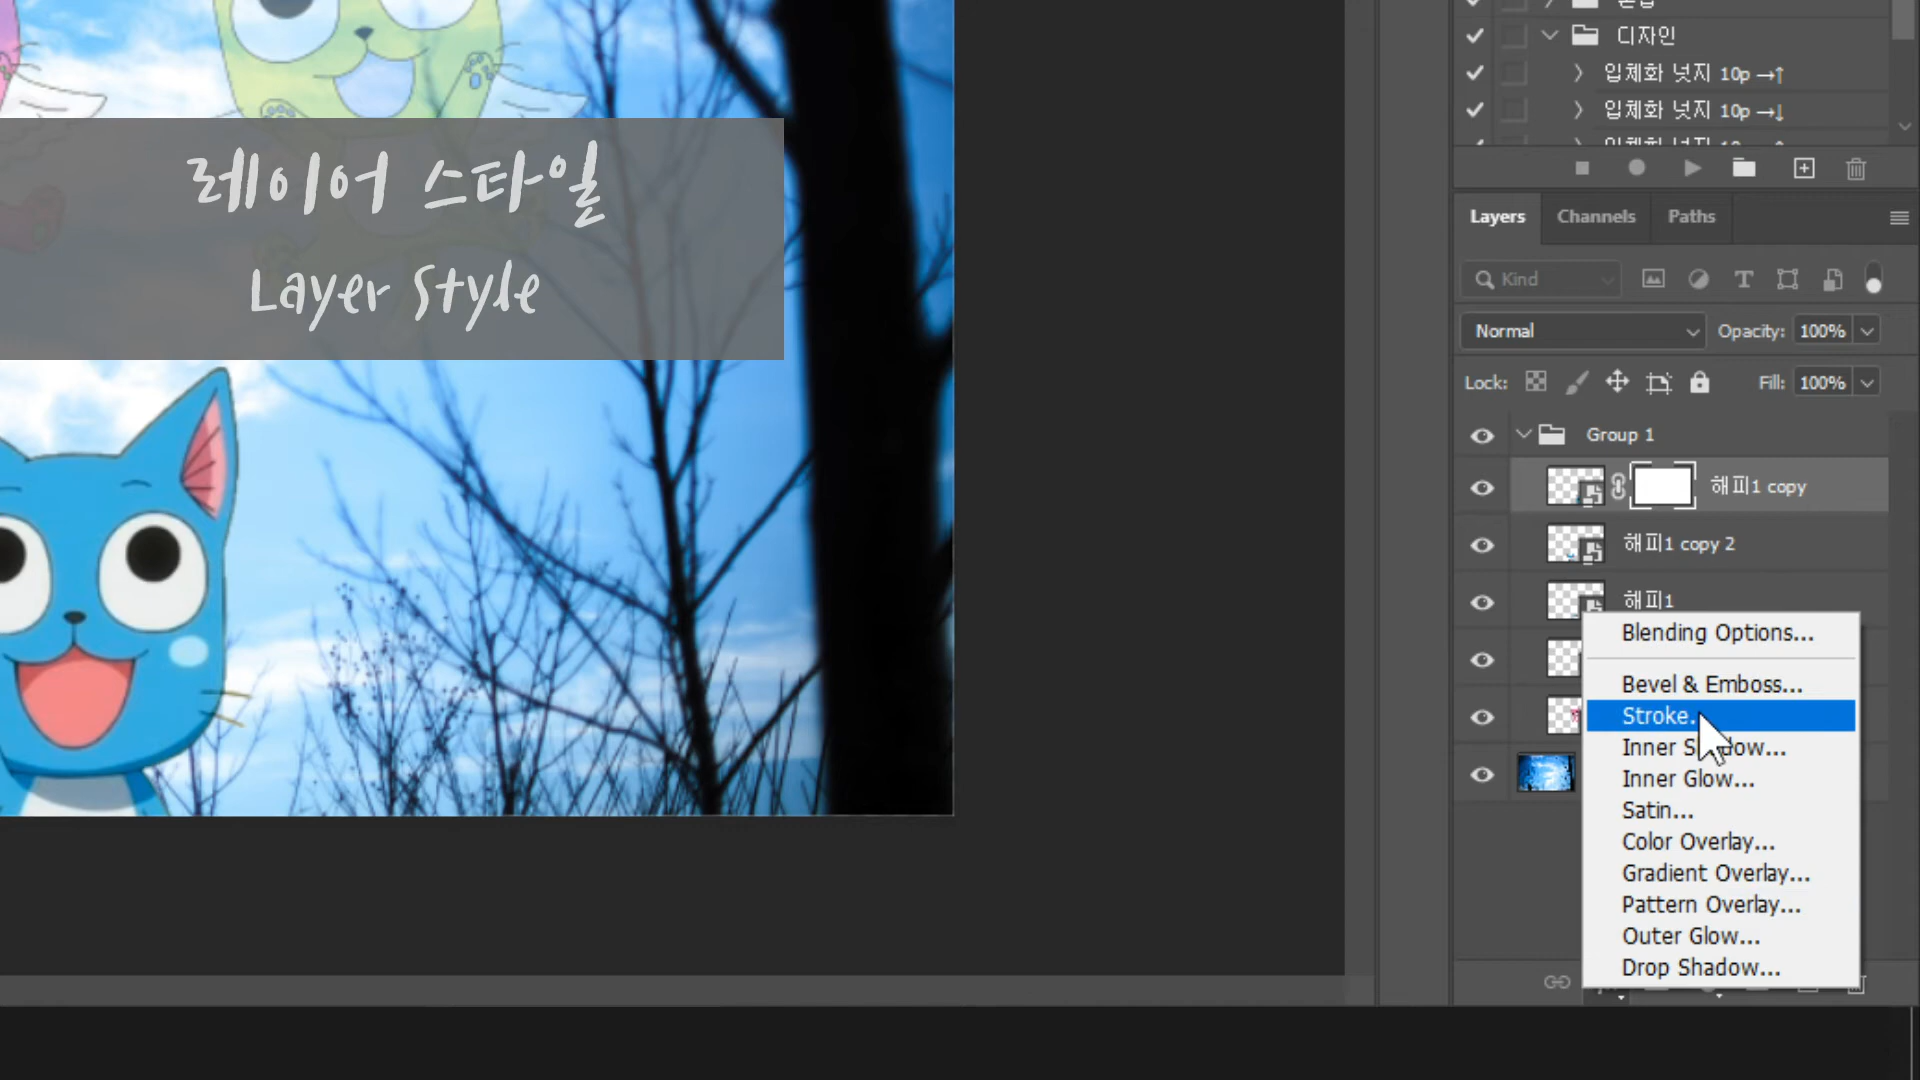 디자인
입체화 넛지 10p →↑
입체화 넛지 10p →↓
레이어 스타일
Layer Style
Layers Channels Paths
Kind
Normal Opacity: 100%
Lock: Fill: 100%
Group 1
해피1 copy
해피1 copy 2
해피1
Blending Options...
Bevel & Emboss...
Stroke.
Inner Shadow...
Inner Glow...
Satin...
Color Overlay...
Gradient Overlay...
Pattern Overlay...
Outer Glow...
Drop Shadow...